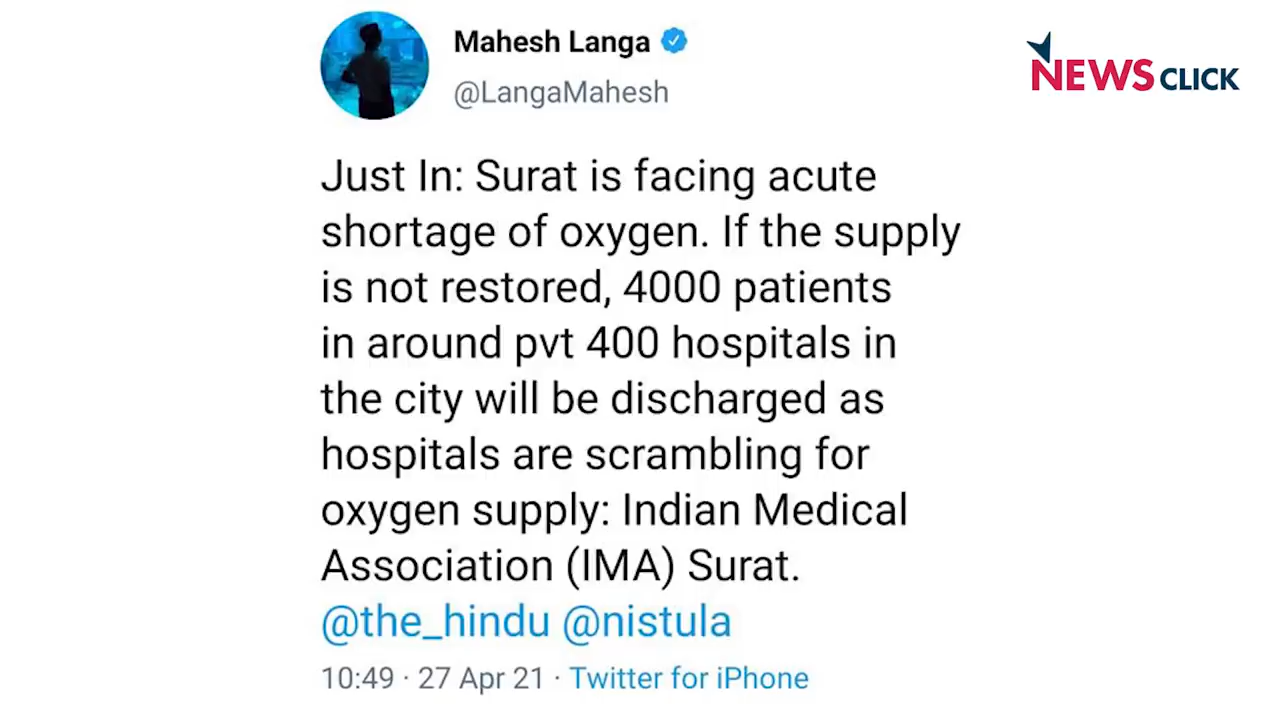 Mahesh Langa
@LangaMahesh
NEWS CLICK
Just In: Surat is facing acute
shortage of oxygen. If the supply
is not restored, 4000 patients
in around pvt 400 hospitals in
the city will be discharged as
hospitals are scrambling for
oxygen supply: Indian Medical
Association (IMA) Surat.
@the_hindu @nistula
10:49 · 27 Apr 21 · Twitter for iPhone